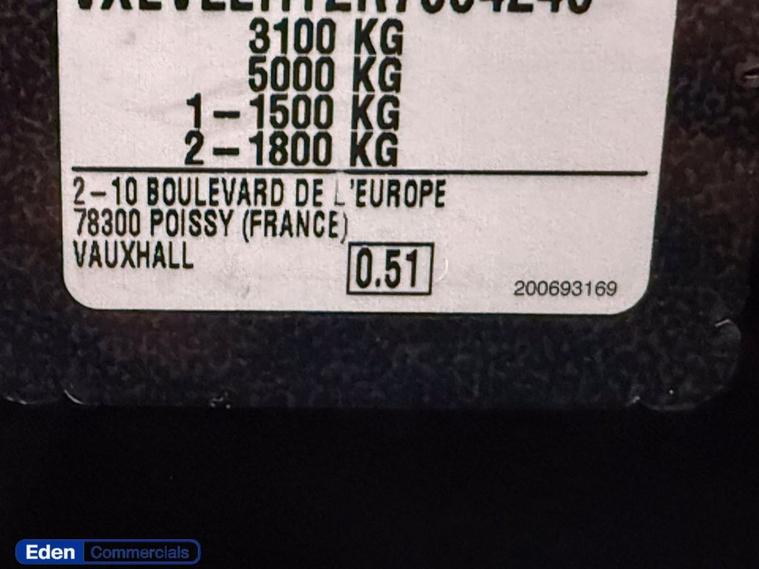 3100 KG
5000 KG
1 – 1500 KG
2 – 1800 KG
2 – 10 BOULEVARD DE L'EUROPE
78300 POISSY (FRANCE)
VAUXHALL
0.51
200693169
Eden Commercials